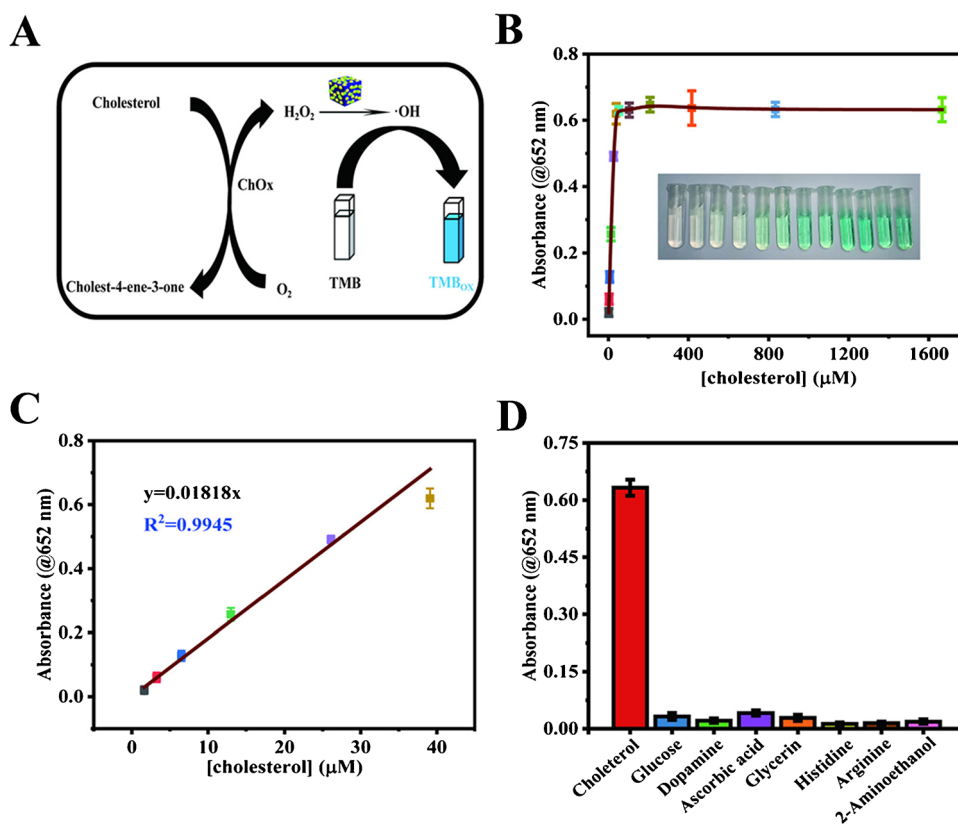 A
Cholesterol
H₂O₂
·OH
ChOx
Cholest-4-ene-3-one
O₂
TMB
TMBOX
B
Absorbance (@652 nm)
0.8
0.6
0.4
0.2
0.0
0 400 800 1200 1600
[cholesterol] (μM)
C
Absorbance (@652 nm)
0.8
0.6
0.4
0.2
0.0
y=0.01818x
R²=0.9945
0 10 20 30 40
[cholesterol] (μM)
D
Absorbance (@652 nm)
0.75
0.60
0.45
0.30
0.15
0.00
Choleterol
Glucose
Dopamine
Ascorbic acid
Glycerin
Histidine
Arginine
2-Aminoethanol